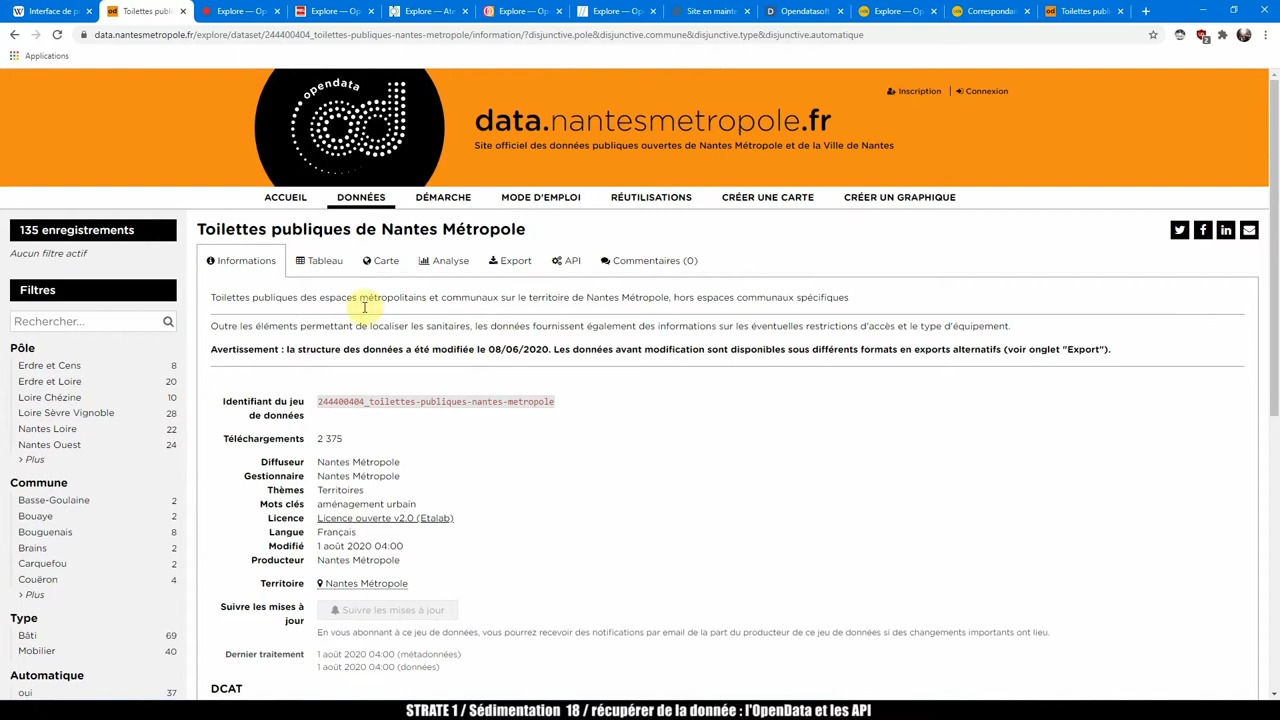 Interface de p
Toilettes publi
Explore — Op
Explore — Op
Explore — Ate
Explore — Op
Explore — Op
Site en mainte
Opendatasoft
Explore — Op
Correspondan
Toilettes publi
data.nantesmetropole.fr/explore/dataset/244400404_toilettes-publiques-nantes-metropole/information/?disjunctive.pole&disjunctive.commune&disjunctive.type&disjunctive.automatique
Applications
opendata
data.nantesmetropole.fr
Site officiel des données publiques ouvertes de Nantes Métropole et de la Ville de Nantes
Inscription
Connexion
ACCUEIL DONNÉES DÉMARCHE MODE D'EMPLOI RÉUTILISATIONS CRÉER UNE CARTE CRÉER UN GRAPHIQUE
135 enregistrements
Aucun filtre actif
Filtres
Rechercher...
Pôle
Erdre et Cens 8
Erdre et Loire 20
Loire Chézine 10
Loire Sèvre Vignoble 28
Nantes Loire 22
Nantes Ouest 24
> Plus
Commune
Basse-Goulaine 2
Bouaye 2
Bouguenais 8
Brains 2
Carquefou 2
Couëron 4
> Plus
Type
Bâti 69
Mobilier 40
Automatique
oui 37
Toilettes publiques de Nantes Métropole
Informations Tableau Carte Analyse Export API Commentaires (0)
Toilettes publiques des espaces métropolitains et communaux sur le territoire de Nantes Métropole, hors espaces communaux spécifiques
Outre les éléments permettant de localiser les sanitaires, les données fournissent également des informations sur les éventuelles restrictions d'accès et le type d'équipement.
Avertissement : la structure des données a été modifiée le 08/06/2020. Les données avant modification sont disponibles sous différents formats en exports alternatifs (voir onglet "Export").
Identifiant du jeu de données 244400404_toilettes-publiques-nantes-metropole
Téléchargements 2 375
Diffuseur Nantes Métropole
Gestionnaire Nantes Métropole
Thèmes Territoires
Mots clés aménagement urbain
Licence Licence ouverte v2.0 (Etalab)
Langue Français
Modifié 1 août 2020 04:00
Producteur Nantes Métropole
Territoire Nantes Métropole
Suivre les mises à jour Suivre les mises à jour
En vous abonnant à ce jeu de données, vous pourrez recevoir des notifications par email de la part du producteur de ce jeu de données si des changements importants ont lieu.
Dernier traitement 1 août 2020 04:00 (métadonnées)
1 août 2020 04:00 (données)
DCAT
STRATE 1 / Sédimentation 18 / récupérer de la donnée : l'OpenData et les API